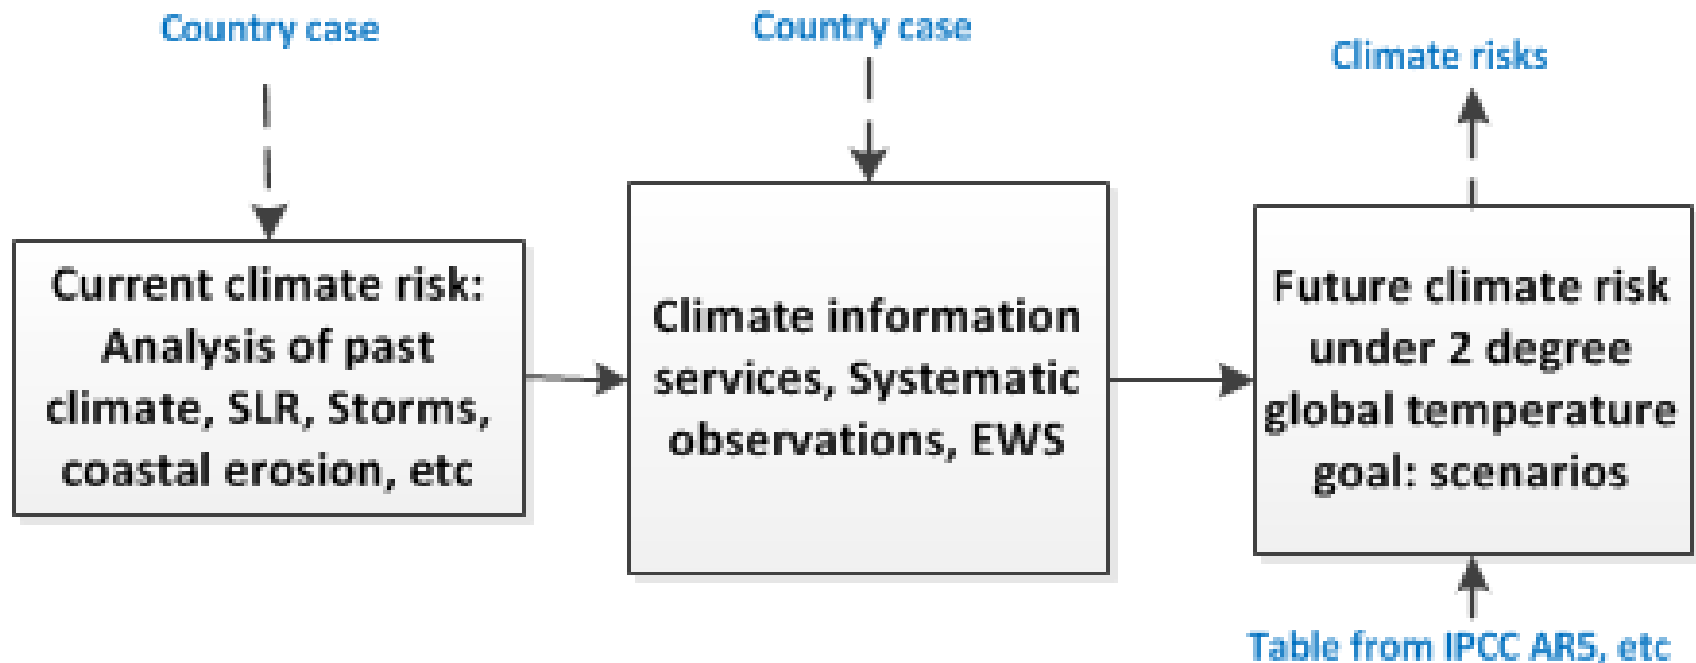 Country case
Country case
Climate risks
Current climate risk:
Analysis of past
climate, SLR, Storms,
coastal erosion, etc
Climate information
services, Systematic
observations, EWS
Future climate risk
under 2 degree
global temperature
goal: scenarios
Table from IPCC AR5, etc